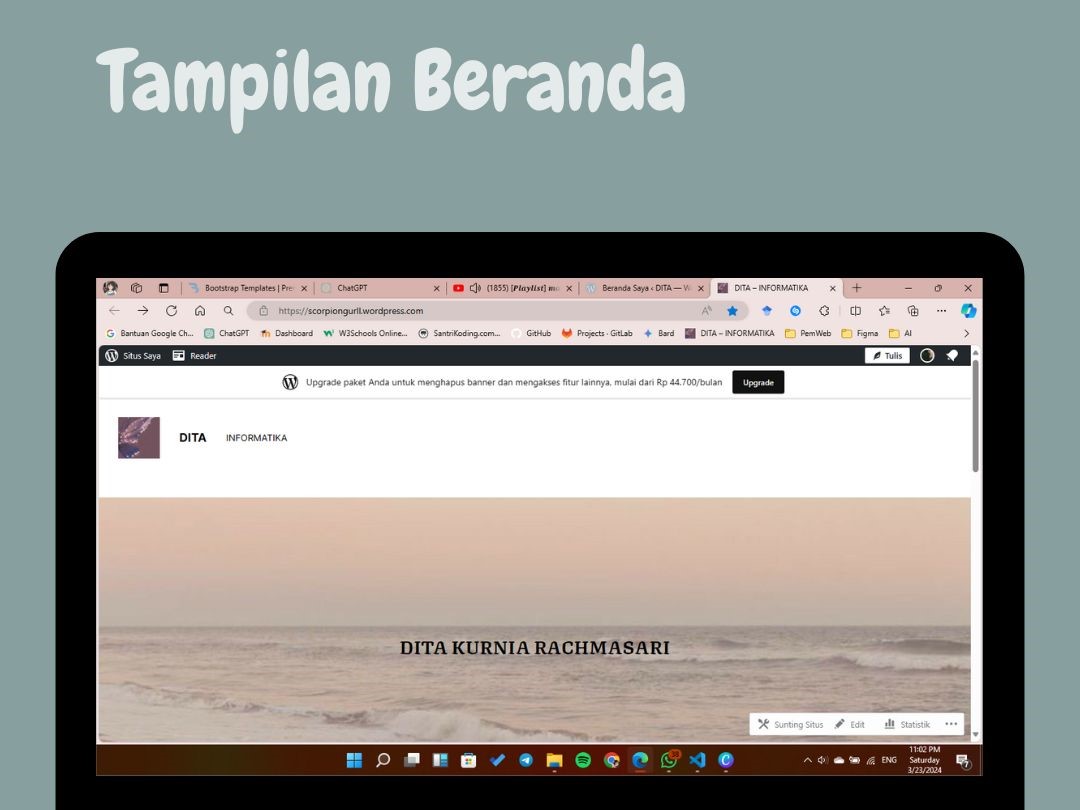 Tampilan Beranda
Bootstrap Templates | Pre
ChatGPT
(1855) [Playlist] mo
Beranda Saya ‹ DITA — W
DITA – INFORMATIKA
https://scorpiongurll.wordpress.com
Bantuan Google Ch...
ChatGPT
Dashboard
W3Schools Online...
SantriKoding.com...
GitHub
Projects · GitLab
Bard
DITA – INFORMATIKA
PemWeb
Figma
AI
Situs Saya
Reader
Tulis
Upgrade paket Anda untuk menghapus banner dan mengakses fitur lainnya, mulai dari Rp 44.700/bulan
Upgrade
DITA
INFORMATIKA
DITA KURNIA RACHMASARI
Sunting Situs
Edit
Statistik
ENG
11:02 PM
Saturday
3/23/2024